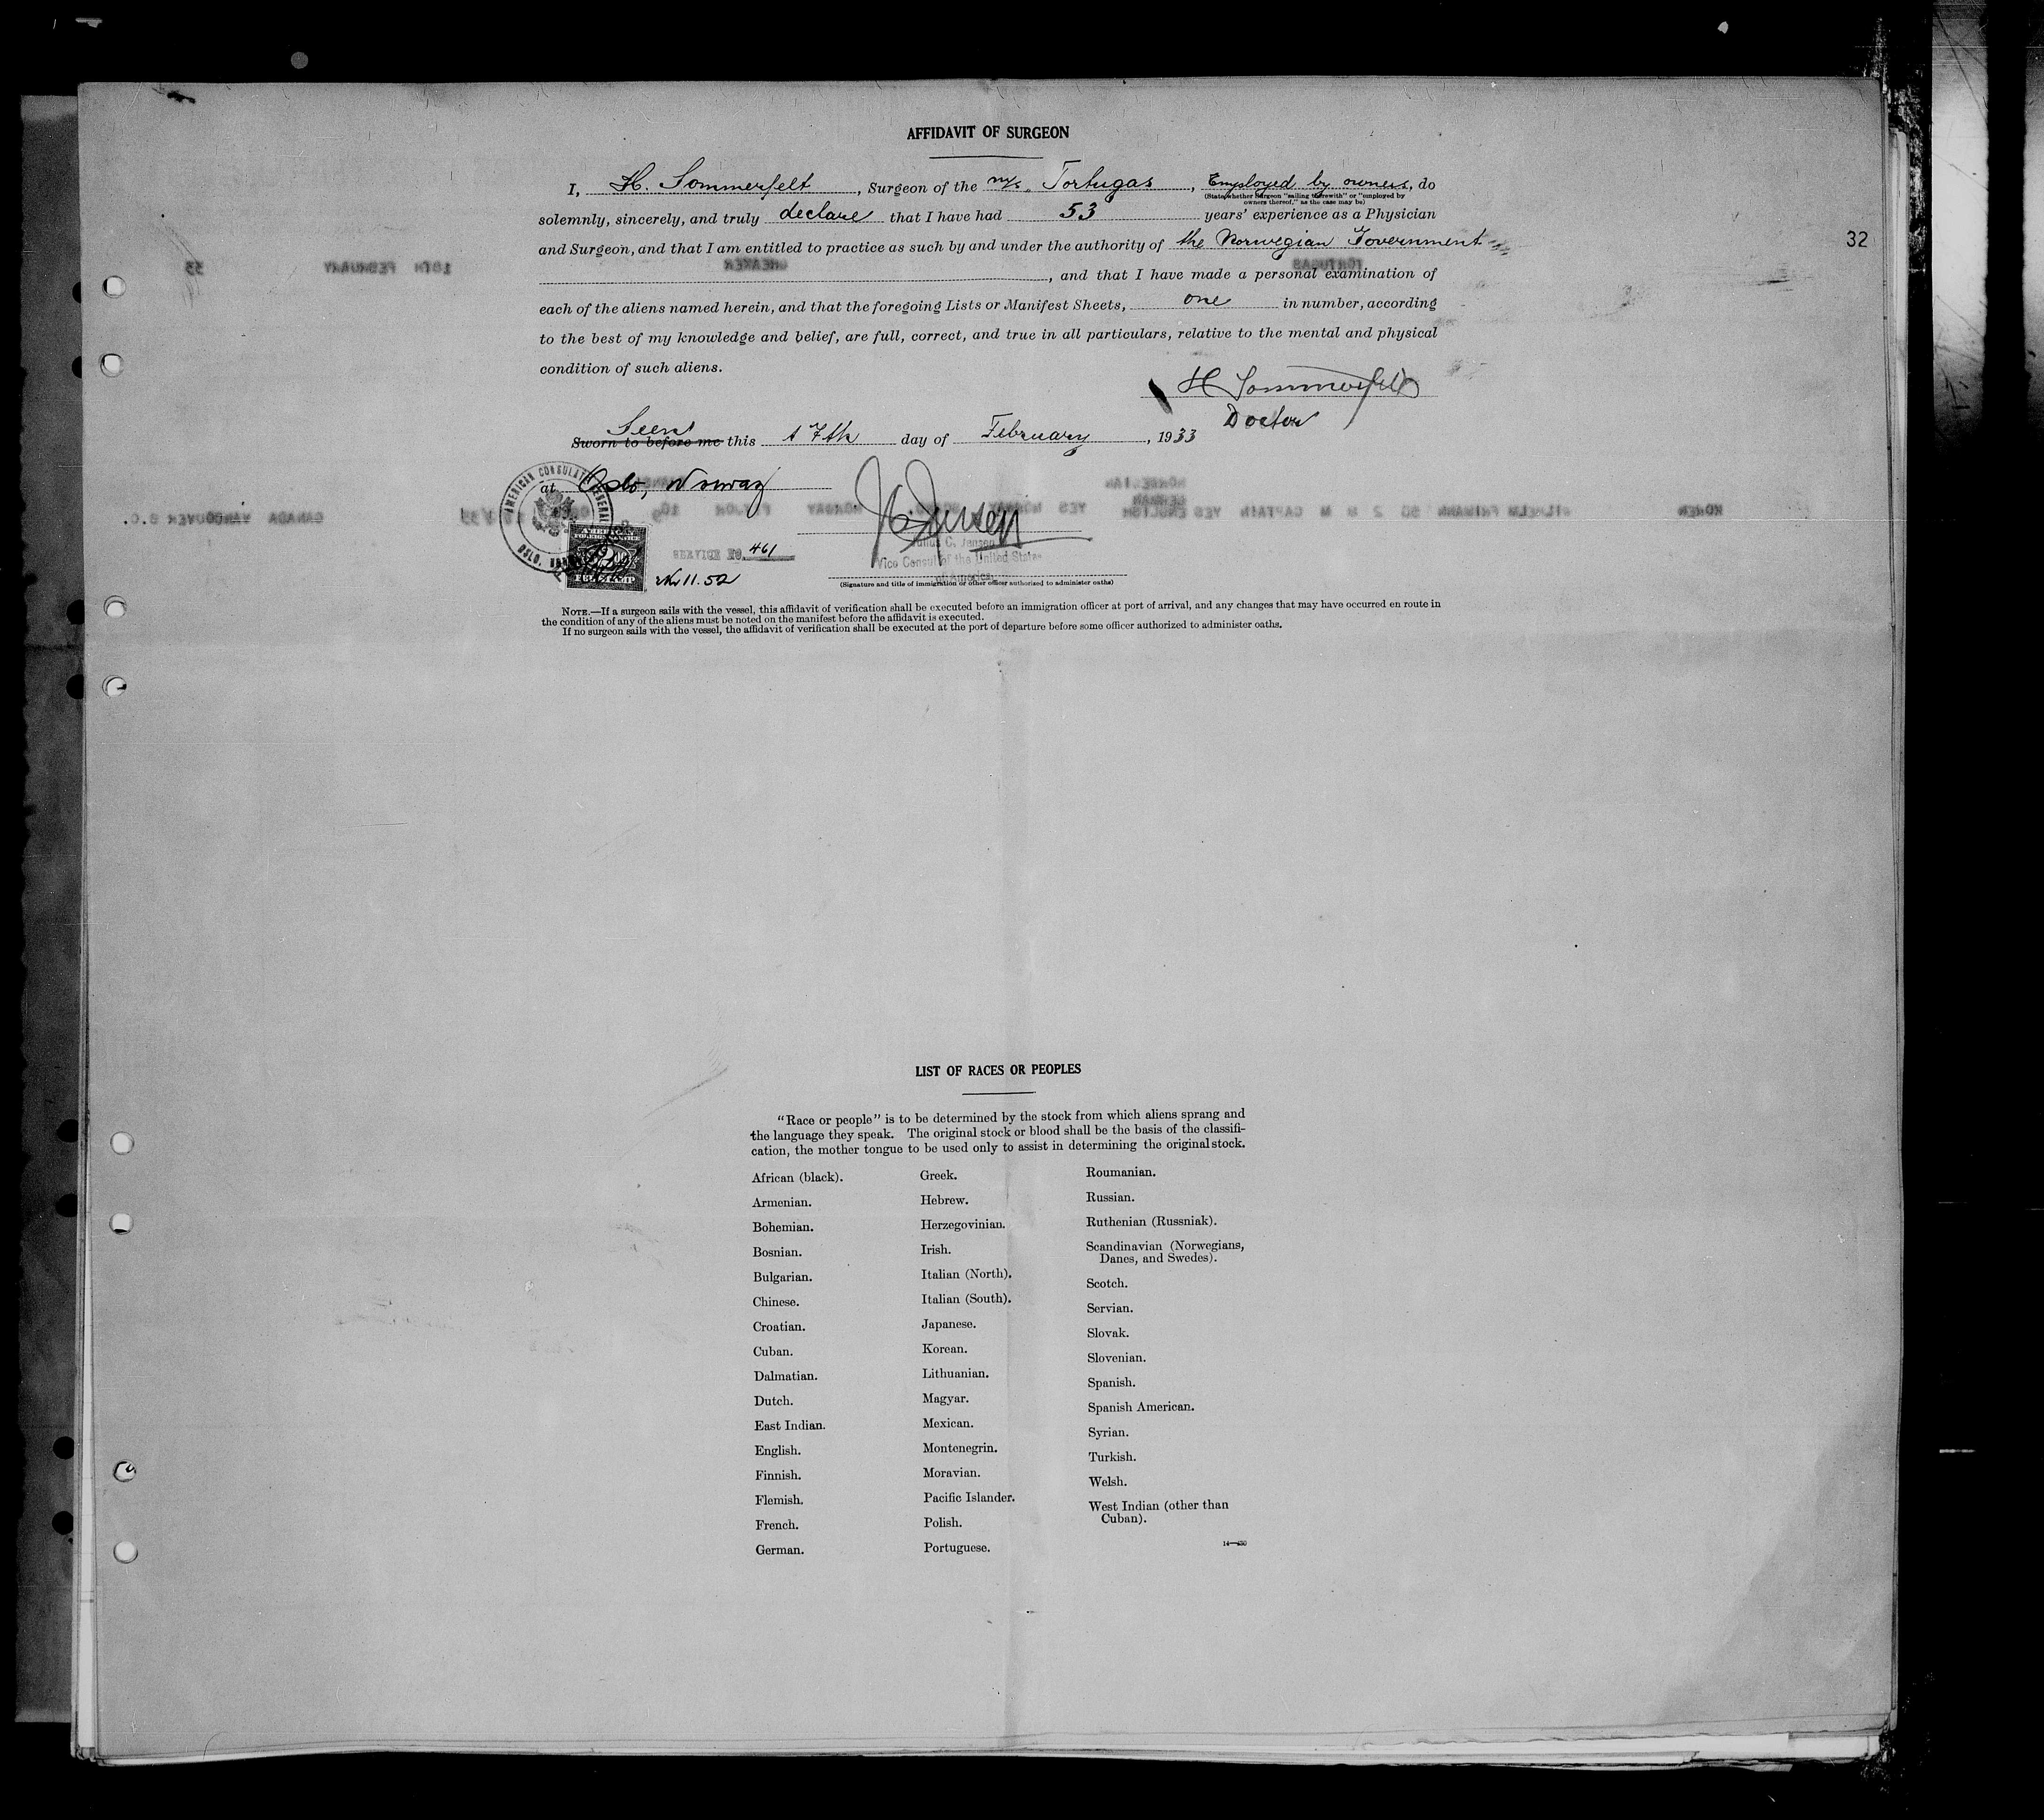 AFFIDAVIT OF SURGEON
I, H. Sommerfelt, Surgeon of the m/s. Tortugas, Employed by owners, do
(State whether Surgeon "sailing therewith" or "employed by
owners thereof," as the case may be)
solemnly, sincerely, and truly declare that I have had 53 years' experience as a Physician
and Surgeon, and that I am entitled to practice as such by and under the authority of the Norwegian Government
32
, and that I have made a personal examination of
each of the aliens named herein, and that the foregoing Lists or Manifest Sheets, one in number, according
to the best of my knowledge and belief, are full, correct, and true in all particulars, relative to the mental and physical
condition of such aliens.
H Sommerfelt
Doctor
Seen
Sworn to before me this 17th day of February, 1933
at Oslo, Norway
AMERICAN CONSULATE GENERAL
OSLO, NORWAY
AMERICAN
FOREIGN SERVICE
FEE STAMP
SERVICE NO. 461
11.52
C. Jensen
Vice Consul of the United States
of America
(Signature and title of immigration or other officer authorized to administer oaths)
NOTE.—If a surgeon sails with the vessel, this affidavit of verification shall be executed before an immigration officer at port of arrival, and any changes that may have occurred en route in
the condition of any of the aliens must be noted on the manifest before the affidavit is executed.
If no surgeon sails with the vessel, the affidavit of verification shall be executed at the port of departure before some officer authorized to administer oaths.
LIST OF RACES OR PEOPLES
"Race or people" is to be determined by the stock from which aliens sprang and
the language they speak. The original stock or blood shall be the basis of the classifi-
cation, the mother tongue to be used only to assist in determining the original stock.
African (black).
Armenian.
Bohemian.
Bosnian.
Bulgarian.
Chinese.
Croatian.
Cuban.
Dalmatian.
Dutch.
East Indian.
English.
Finnish.
Flemish.
French.
German.
Greek.
Hebrew.
Herzegovinian.
Irish.
Italian (North).
Italian (South).
Japanese.
Korean.
Lithuanian.
Magyar.
Mexican.
Montenegrin.
Moravian.
Pacific Islander.
Polish.
Portuguese.
Roumanian.
Russian.
Ruthenian (Russniak).
Scandinavian (Norwegians,
Danes, and Swedes).
Scotch.
Servian.
Slovak.
Slovenian.
Spanish.
Spanish American.
Syrian.
Turkish.
Welsh.
West Indian (other than
Cuban).